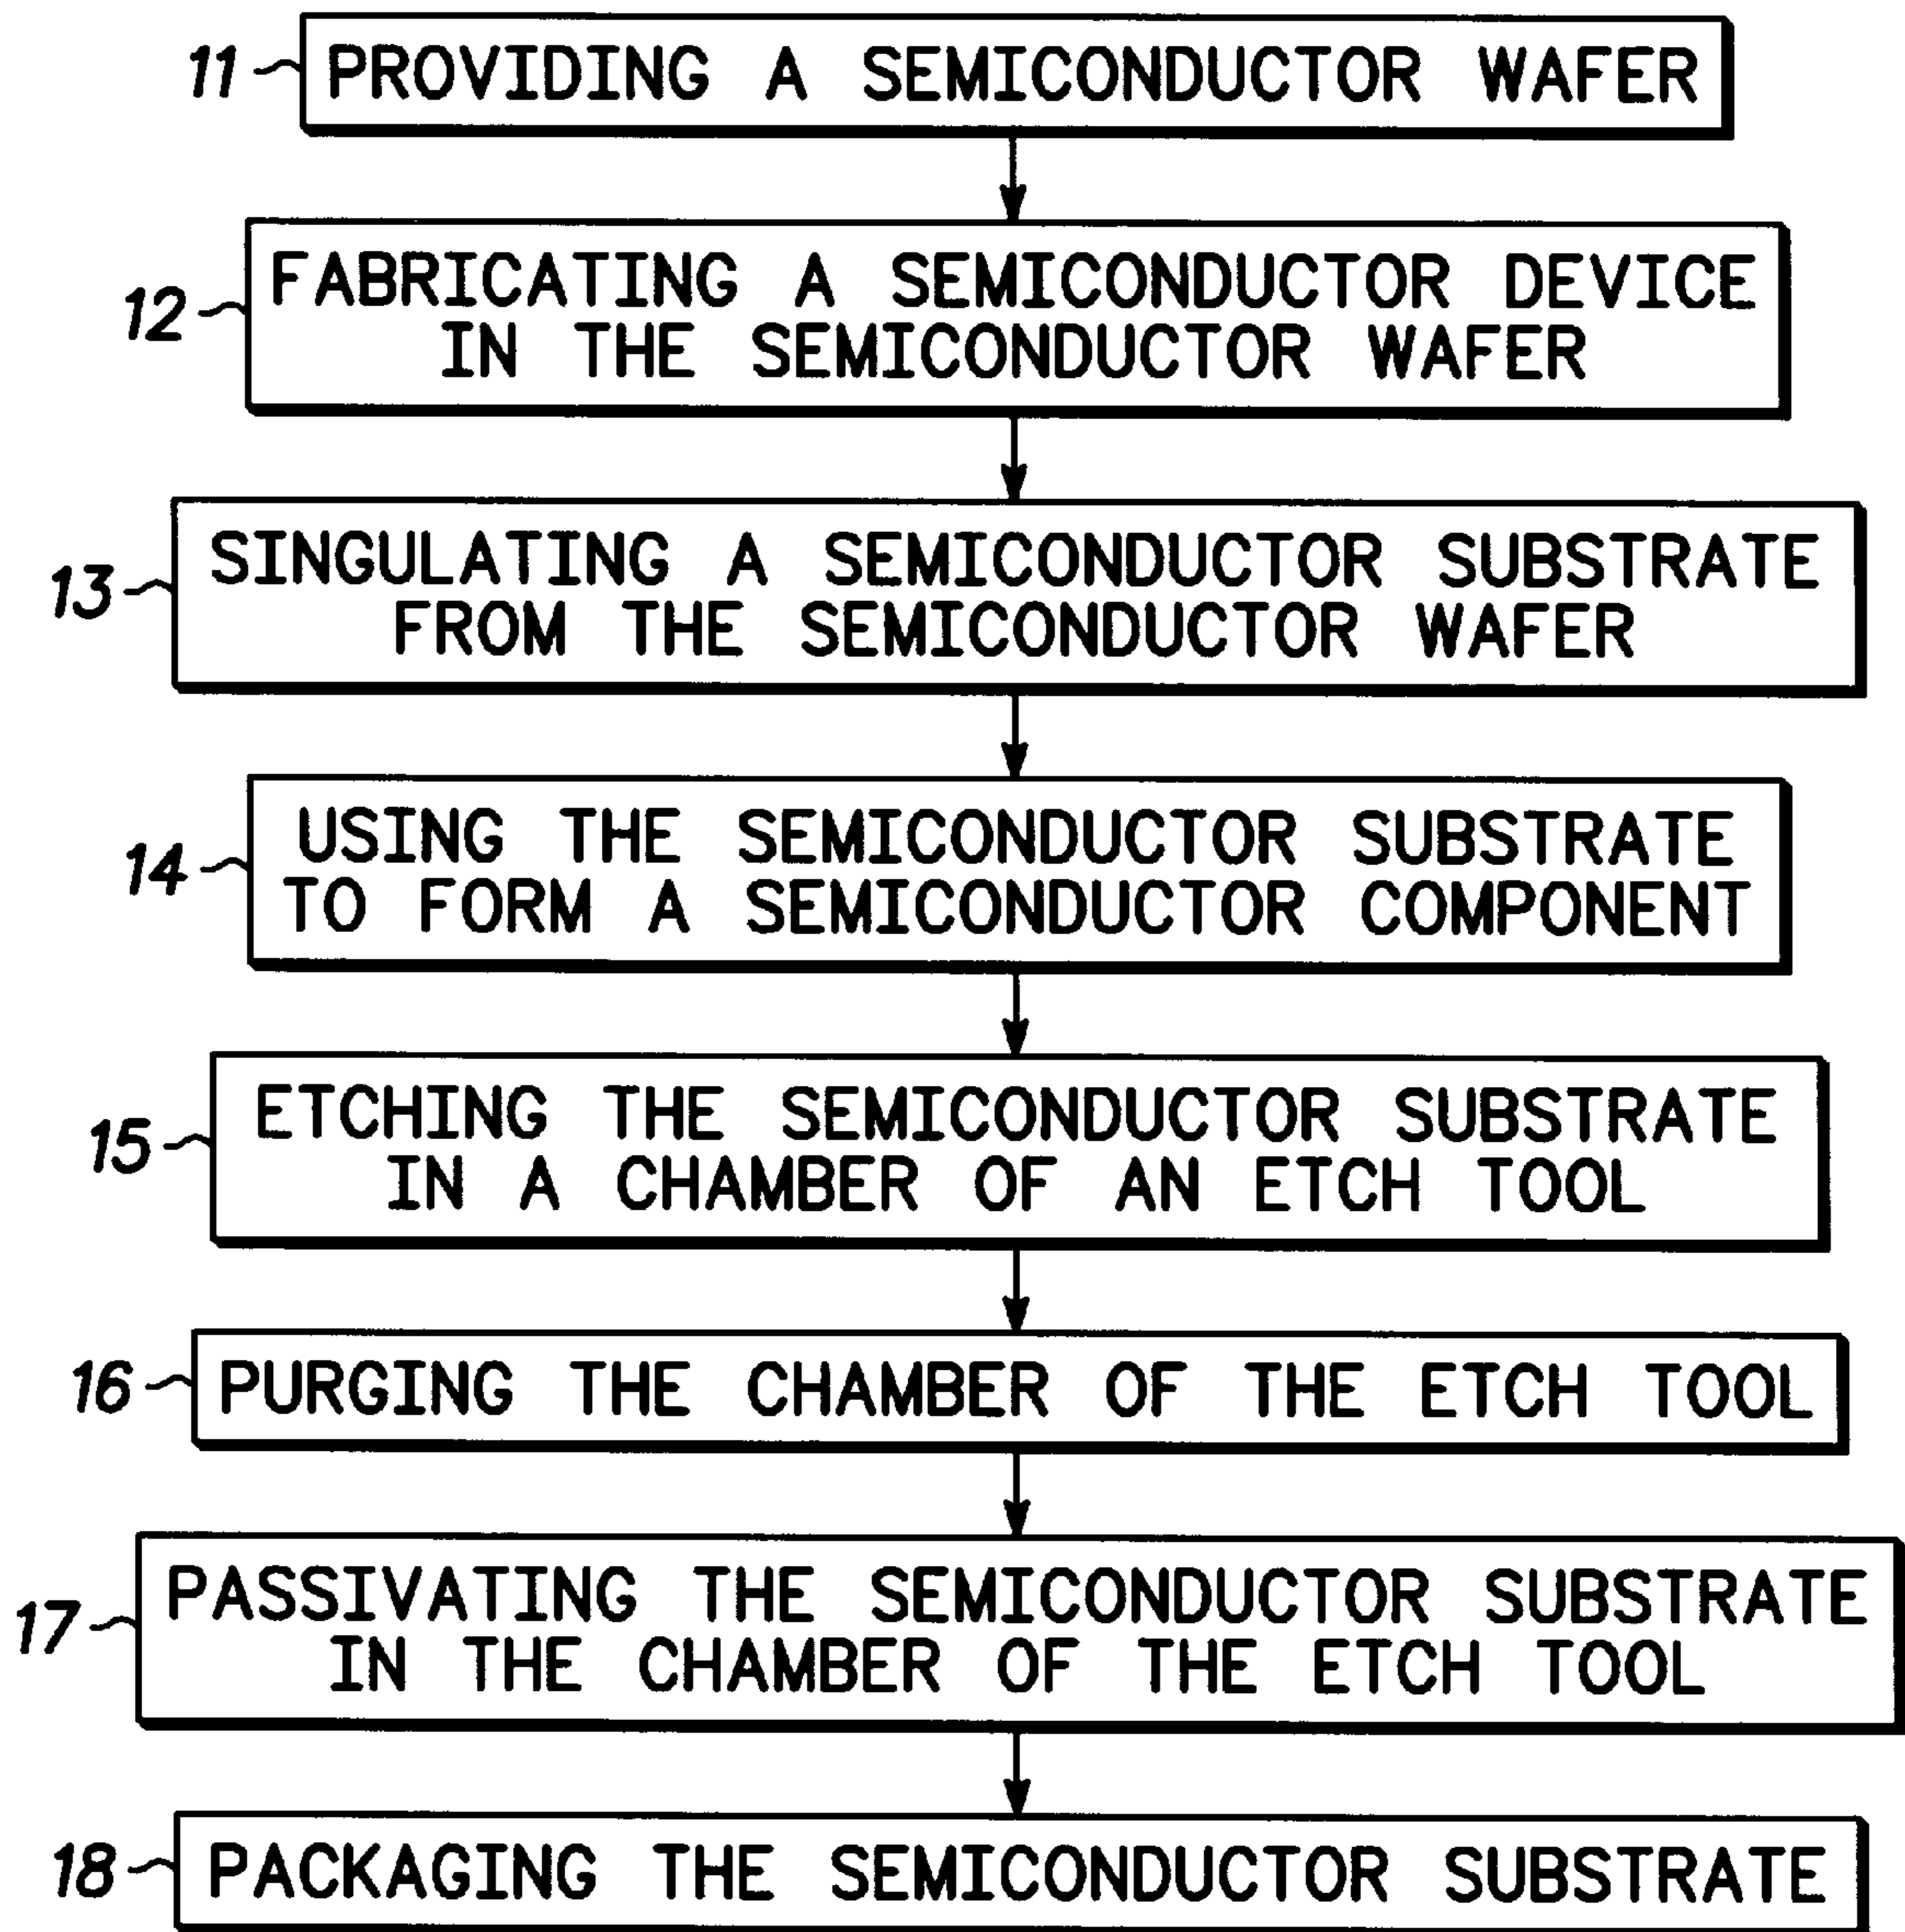 11 PROVIDING A SEMICONDUCTOR WAFER
12 FABRICATING A SEMICONDUCTOR DEVICE
IN THE SEMICONDUCTOR WAFER
13 SINGULATING A SEMICONDUCTOR SUBSTRATE
FROM THE SEMICONDUCTOR WAFER
14 USING THE SEMICONDUCTOR SUBSTRATE
TO FORM A SEMICONDUCTOR COMPONENT
15 ETCHING THE SEMICONDUCTOR SUBSTRATE
IN A CHAMBER OF AN ETCH TOOL
16 PURGING THE CHAMBER OF THE ETCH TOOL
17 PASSIVATING THE SEMICONDUCTOR SUBSTRATE
IN THE CHAMBER OF THE ETCH TOOL
18 PACKAGING THE SEMICONDUCTOR SUBSTRATE